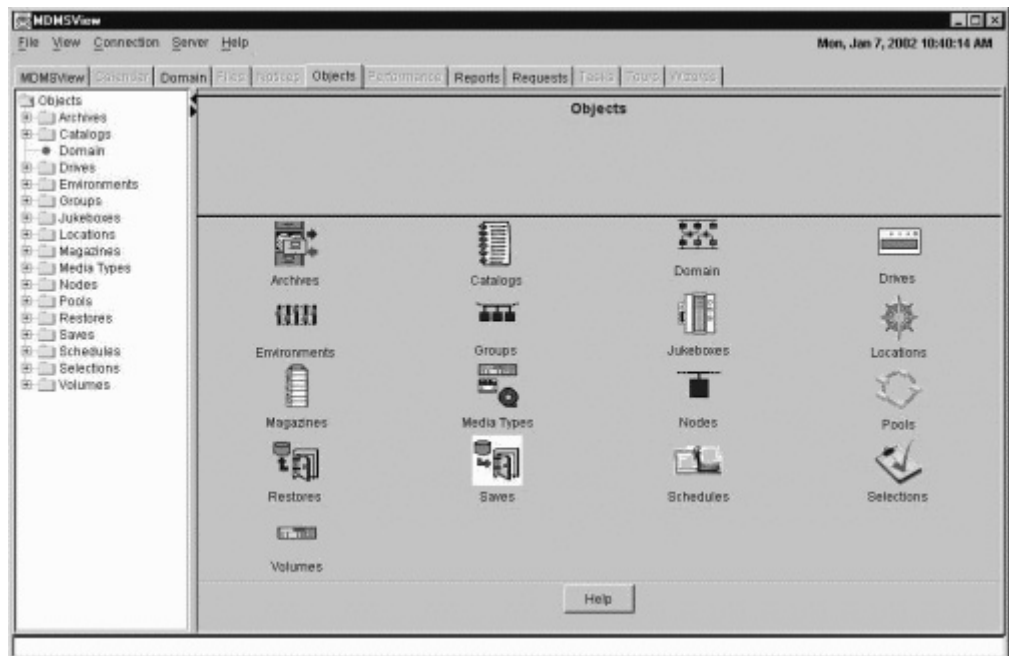 MDMSView
File View Connection Server Help
Mon, Jan 7, 2002 10:40:14 AM
MDMSView Calendar Domain Files Notices Objects Performance Reports Requests Tasks Tours Wizards
Objects
Archives
Catalogs
Domain
Drives
Environments
Groups
Jukeboxes
Locations
Magazines
Media Types
Nodes
Pools
Restores
Saves
Schedules
Selections
Volumes
Objects
Archives Catalogs Domain Drives
Environments Groups Jukeboxes Locations
Magazines Media Types Nodes Pools
Restores Saves Schedules Selections
Volumes
Help